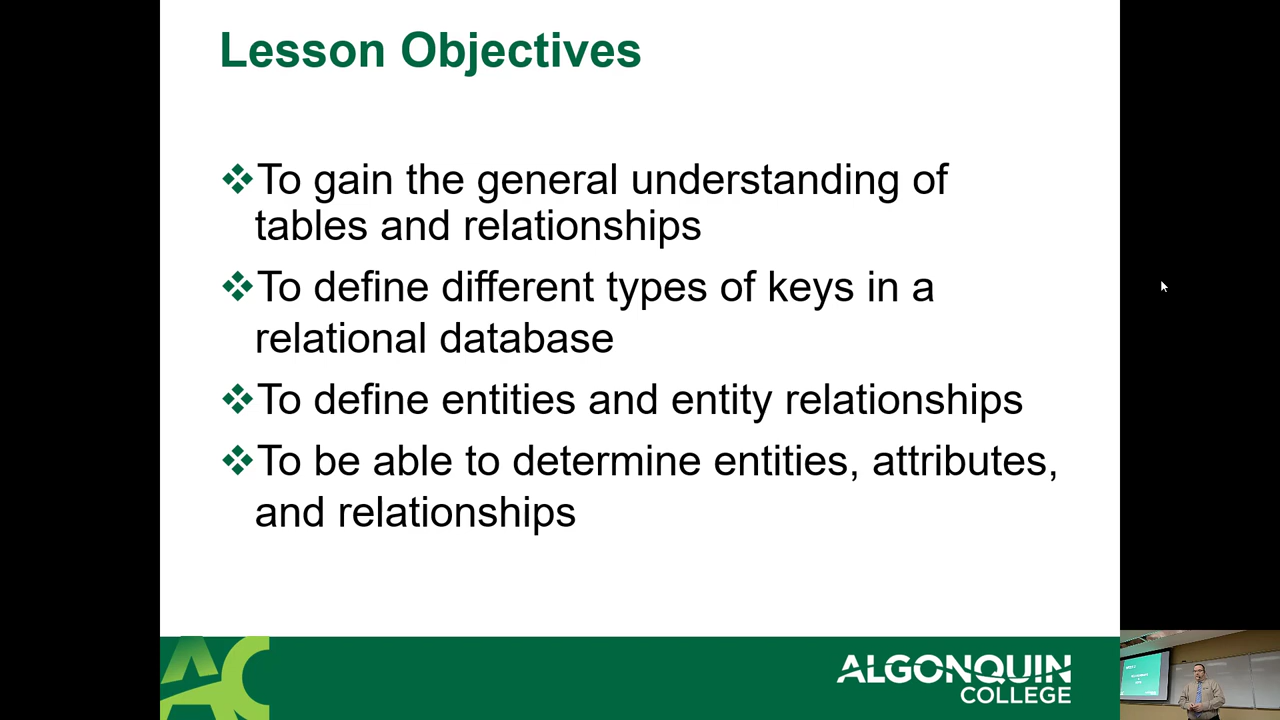 Lesson Objectives
❖To gain the general understanding of
tables and relationships
❖To define different types of keys in a
relational database
❖To define entities and entity relationships
❖To be able to determine entities, attributes,
and relationships
AC
ALGONQUIN
COLLEGE